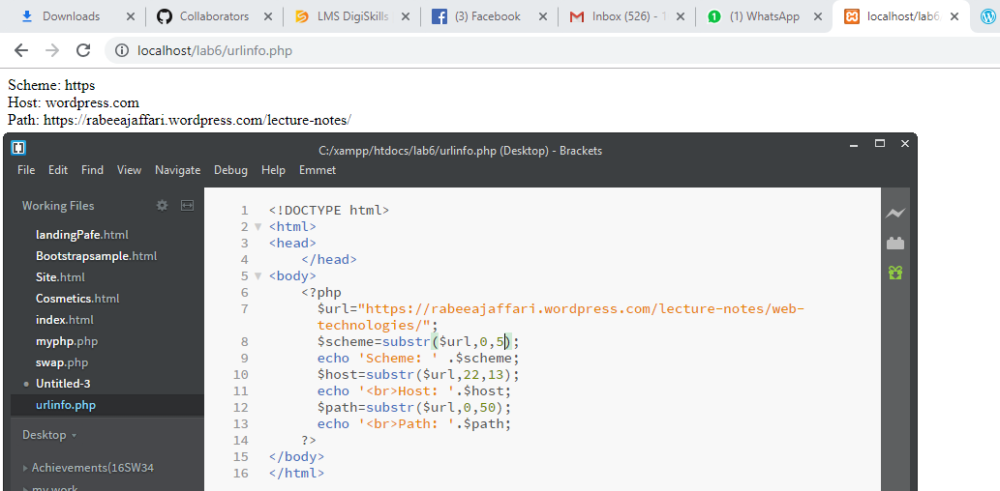 Downloads
Collaborators
LMS DigiSkills
(3) Facebook
Inbox (526) - 1
(1) WhatsApp
localhost/lab6
localhost/lab6/urlinfo.php
Scheme: https
Host: wordpress.com
Path: https://rabeeajaffari.wordpress.com/lecture-notes/
C:/xampp/htdocs/lab6/urlinfo.php (Desktop) - Brackets
File Edit Find View Navigate Debug Help Emmet
Working Files
landingPafe.html
Bootstrapsample.html
Site.html
Cosmetics.html
index.html
myphp.php
swap.php
Untitled-3
urlinfo.php
Desktop
Achievements(16SW34
my work
1 <!DOCTYPE html>
2 <html>
3 <head>
4 </head>
5 <body>
6 <?php
7 $url="https://rabeeajaffari.wordpress.com/lecture-notes/web-
technologies/";
8 $scheme=substr($url,0,5);
9 echo 'Scheme: ' .$scheme;
10 $host=substr($url,22,13);
11 echo '<br>Host: '.$host;
12 $path=substr($url,0,50);
13 echo '<br>Path: '.$path;
14 ?>
15 </body>
16 </html>